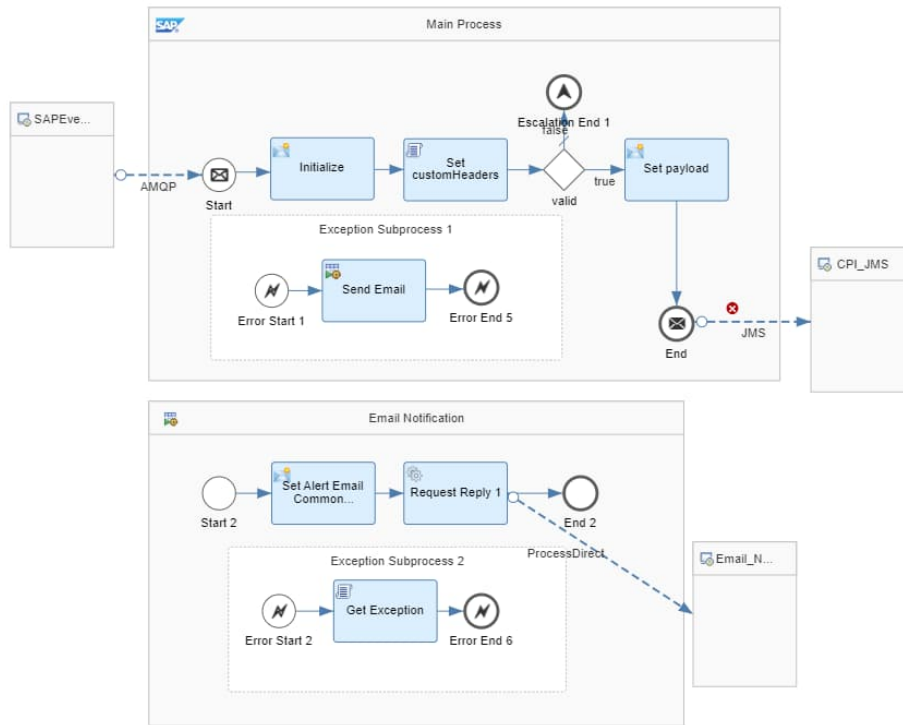 SAP
Main Process
SAPEve...
AMQP
Start
Initialize
Set
customHeaders
Escalation End 1
false
valid
true
Set payload
Exception Subprocess 1
Error Start 1
Send Email
Error End 5
End
JMS
CPI_JMS
Email Notification
Start 2
Set Alert Email
Common...
Request Reply 1
End 2
ProcessDirect
Email_N...
Exception Subprocess 2
Error Start 2
Get Exception
Error End 6